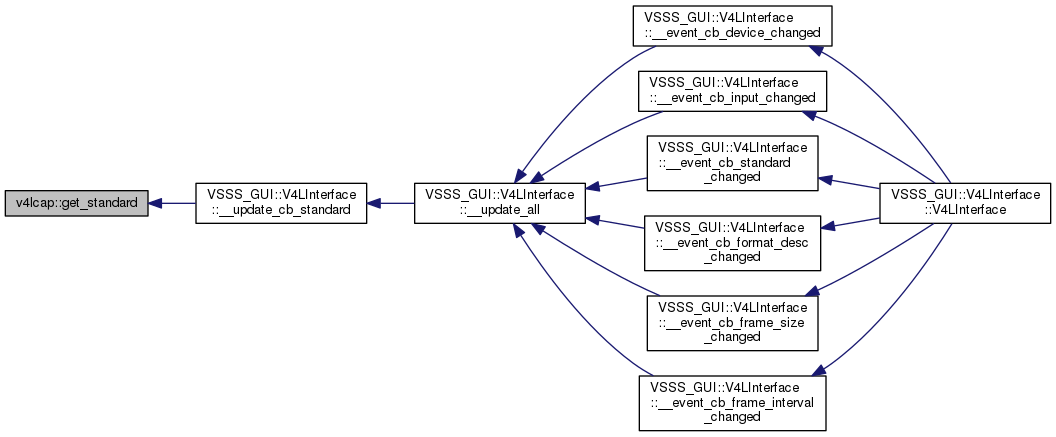 v4lcap::get_standard
VSSS_GUI::V4LInterface
::__update_cb_standard
VSSS_GUI::V4LInterface
::__update_all
VSSS_GUI::V4LInterface
::__event_cb_device_changed
VSSS_GUI::V4LInterface
::__event_cb_input_changed
VSSS_GUI::V4LInterface
::__event_cb_standard
_changed
VSSS_GUI::V4LInterface
::__event_cb_format_desc
_changed
VSSS_GUI::V4LInterface
::__event_cb_frame_size
_changed
VSSS_GUI::V4LInterface
::__event_cb_frame_interval
_changed
VSSS_GUI::V4LInterface
::V4LInterface